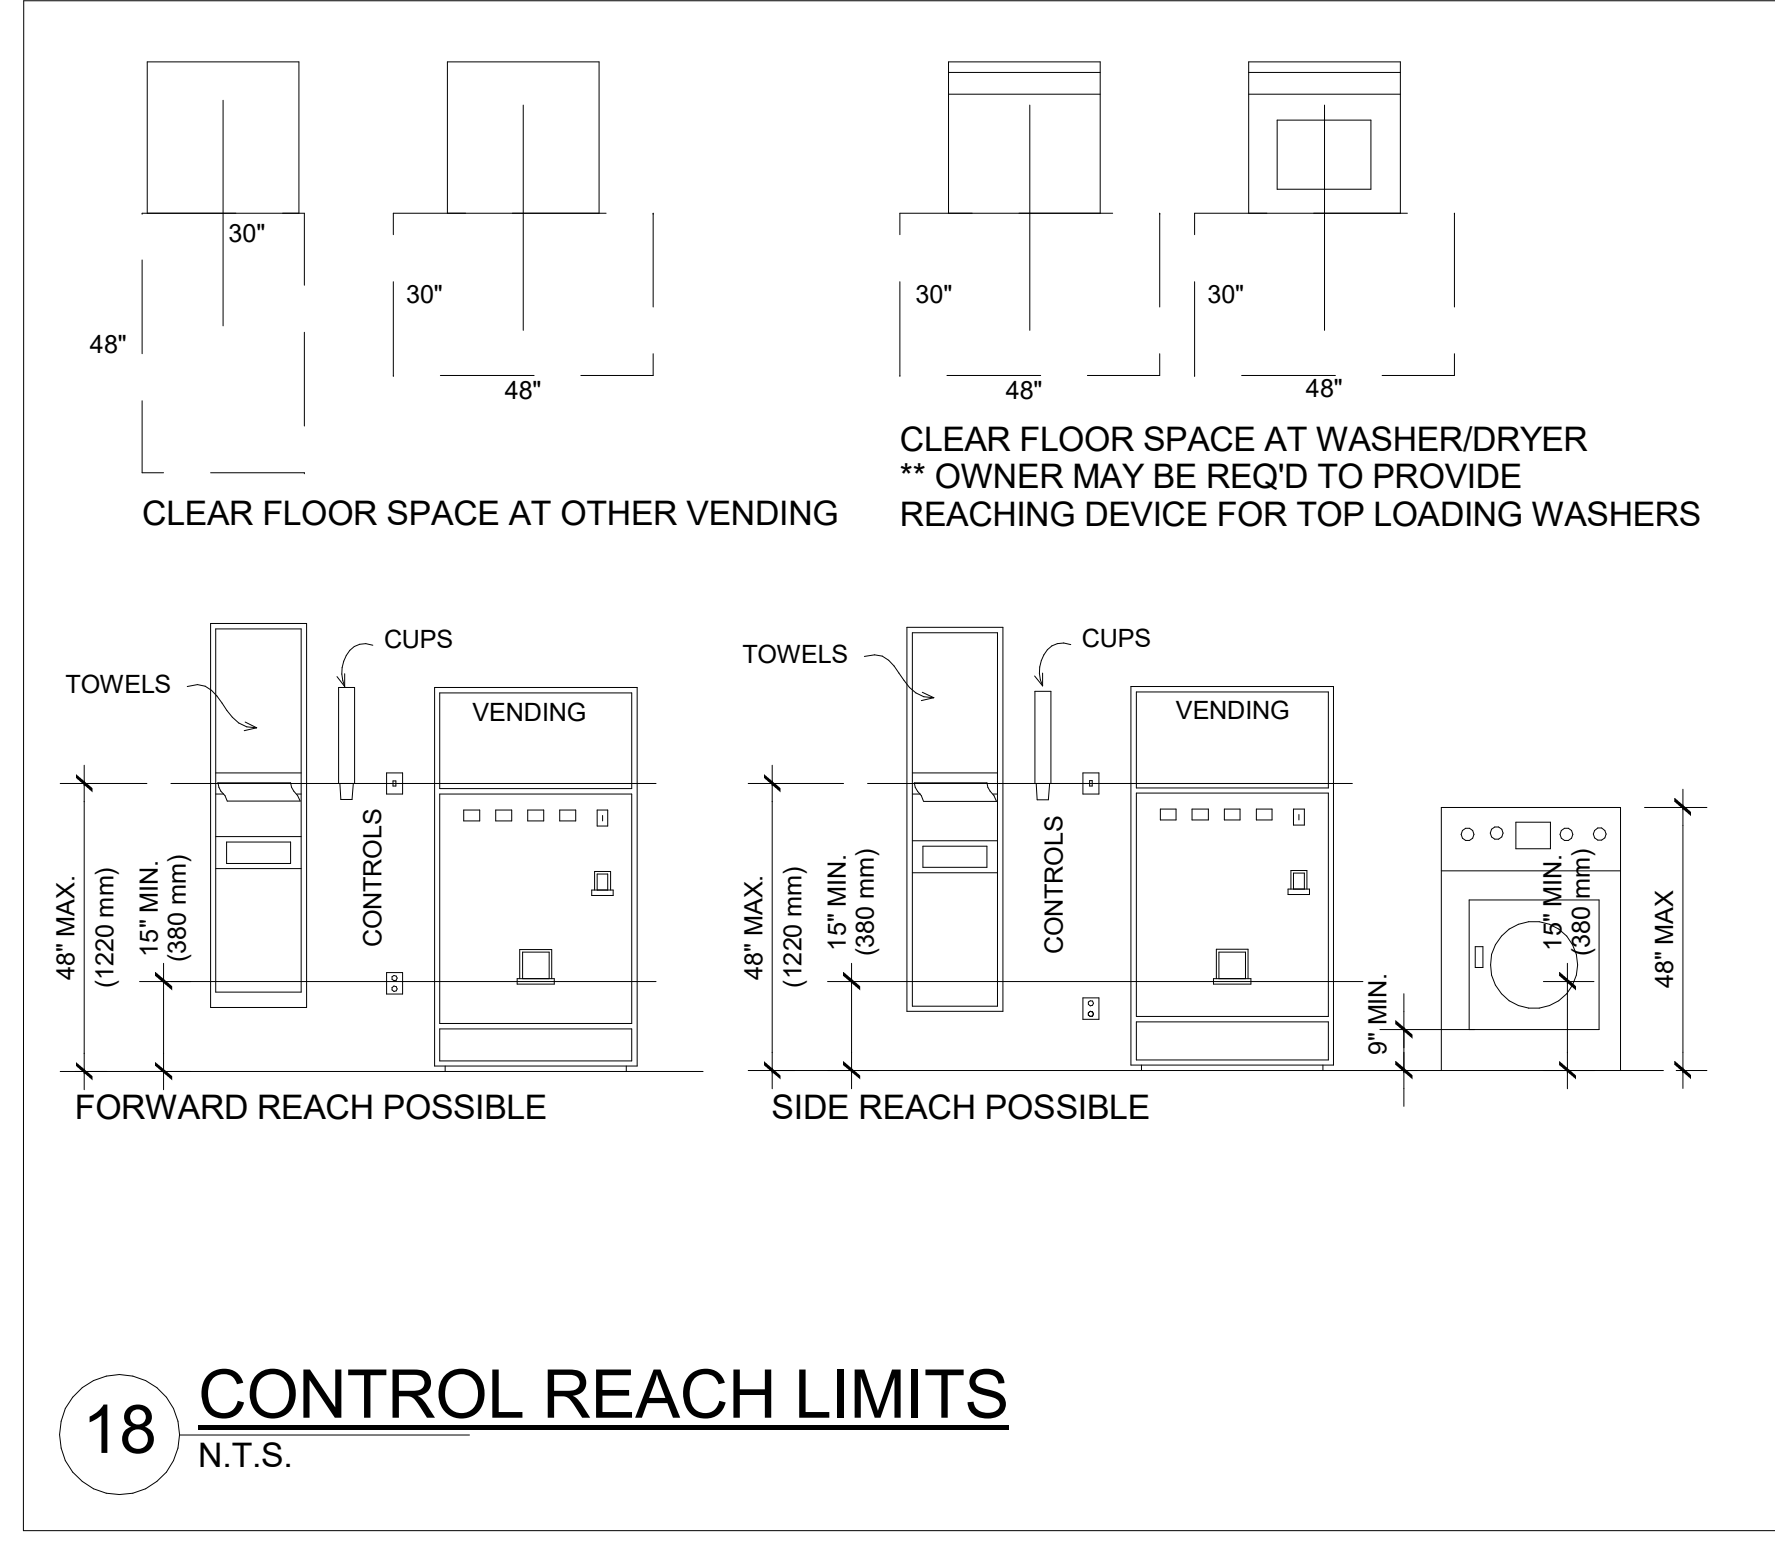 30"
48"
30"
48"
CLEAR FLOOR SPACE AT OTHER VENDING
30"
48"
30"
48"
CLEAR FLOOR SPACE AT WASHER/DRYER
** OWNER MAY BE REQ'D TO PROVIDE
REACHING DEVICE FOR TOP LOADING WASHERS
TOWELS
CUPS
VENDING
CONTROLS
48" MAX.
(1220 mm)
15" MIN.
(380 mm)
FORWARD REACH POSSIBLE
TOWELS
CUPS
VENDING
CONTROLS
48" MAX.
(1220 mm)
15" MIN.
(380 mm)
SIDE REACH POSSIBLE
9" MIN.
15" MIN.
(380 mm)
48" MAX
18
CONTROL REACH LIMITS
N.T.S.